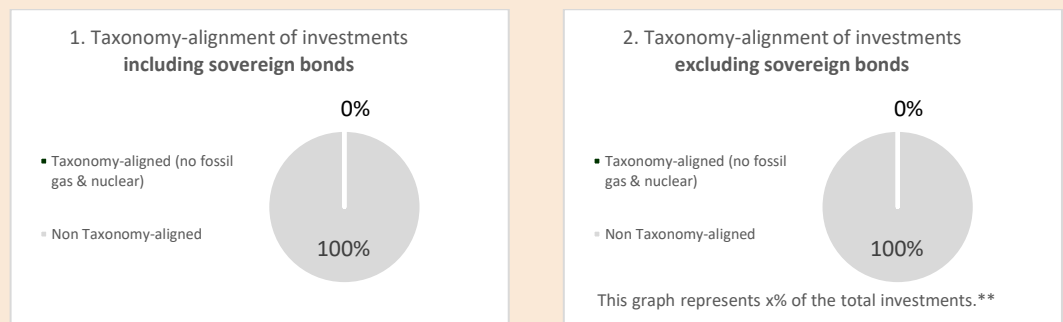 1. Taxonomy-alignment of investments
including sovereign bonds
0%
Taxonomy-aligned (no fossil
gas & nuclear)
Non Taxonomy-aligned
100%
2. Taxonomy-alignment of investments
excluding sovereign bonds
0%
Taxonomy-aligned (no fossil
gas & nuclear)
Non Taxonomy-aligned
100%
This graph represents x% of the total investments.**